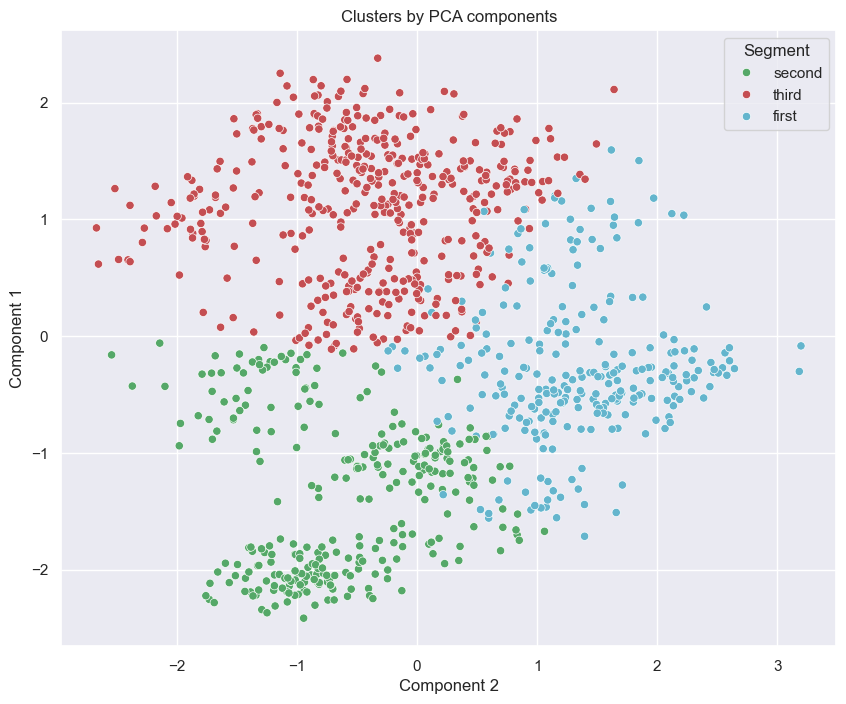 Clusters by PCA components
Segment
second
third
first
2
1
0
−1
−2
Component 1
−2
−1
0
1
2
3
Component 2